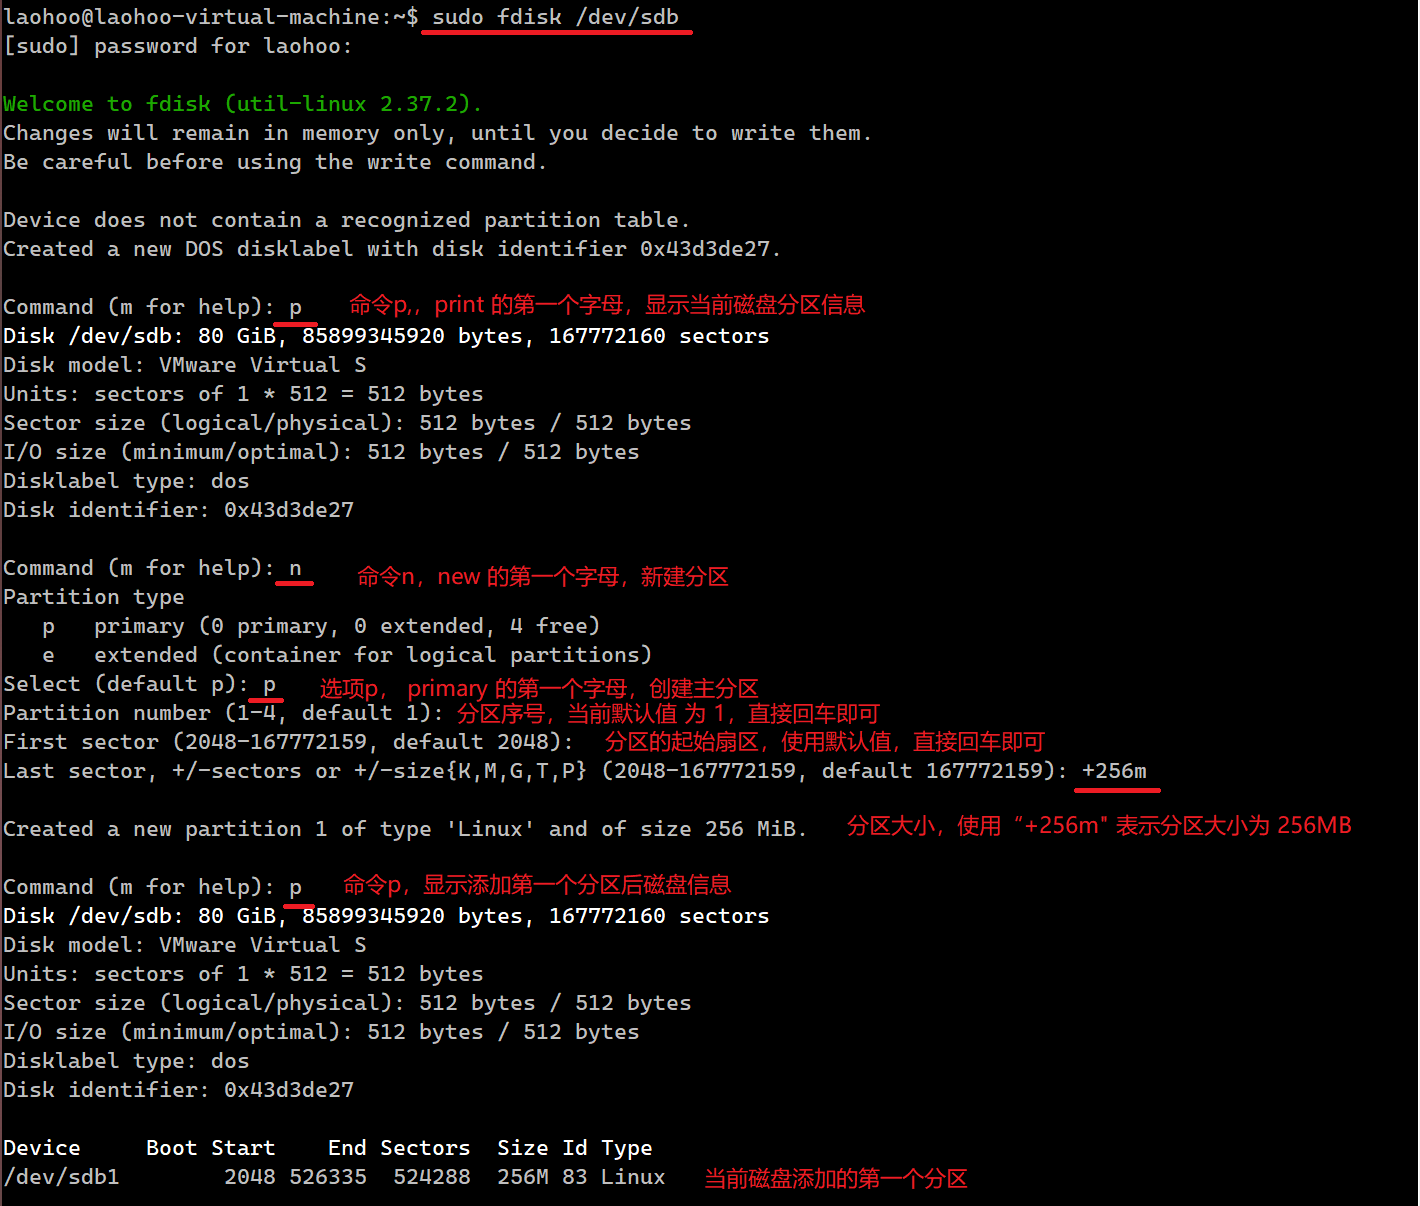 laohoo@laohoo-virtual-machine:~$ sudo fdisk /dev/sdb
[sudo] password for laohoo:
Welcome to fdisk (util-linux 2.37.2).
Changes will remain in memory only, until you decide to write them.
Be careful before using the write command.
Device does not contain a recognized partition table.
Created a new DOS disklabel with disk identifier 0x43d3de27.
Command (m for help): p 命令p,，print 的第一个字母，显示当前磁盘分区信息
Disk /dev/sdb: 80 GiB, 85899345920 bytes, 167772160 sectors
Disk model: VMware Virtual S
Units: sectors of 1 * 512 = 512 bytes
Sector size (logical/physical): 512 bytes / 512 bytes
I/O size (minimum/optimal): 512 bytes / 512 bytes
Disklabel type: dos
Disk identifier: 0x43d3de27
Command (m for help): n 命令n，new 的第一个字母，新建分区
Partition type
p primary (0 primary, 0 extended, 4 free)
e extended (container for logical partitions)
Select (default p): p 选项p， primary 的第一个字母，创建主分区
Partition number (1-4, default 1): 分区序号，当前默认值 为 1，直接回车即可
First sector (2048-167772159, default 2048): 分区的起始扇区，使用默认值，直接回车即可
Last sector, +/-sectors or +/-size{K,M,G,T,P} (2048-167772159, default 167772159): +256m
Created a new partition 1 of type 'Linux' and of size 256 MiB. 分区大小，使用“+256m" 表示分区大小为 256MB
Command (m for help): p 命令p，显示添加第一个分区后磁盘信息
Disk /dev/sdb: 80 GiB, 85899345920 bytes, 167772160 sectors
Disk model: VMware Virtual S
Units: sectors of 1 * 512 = 512 bytes
Sector size (logical/physical): 512 bytes / 512 bytes
I/O size (minimum/optimal): 512 bytes / 512 bytes
Disklabel type: dos
Disk identifier: 0x43d3de27
Device Boot Start End Sectors Size Id Type
/dev/sdb1 2048 526335 524288 256M 83 Linux 当前磁盘添加的第一个分区